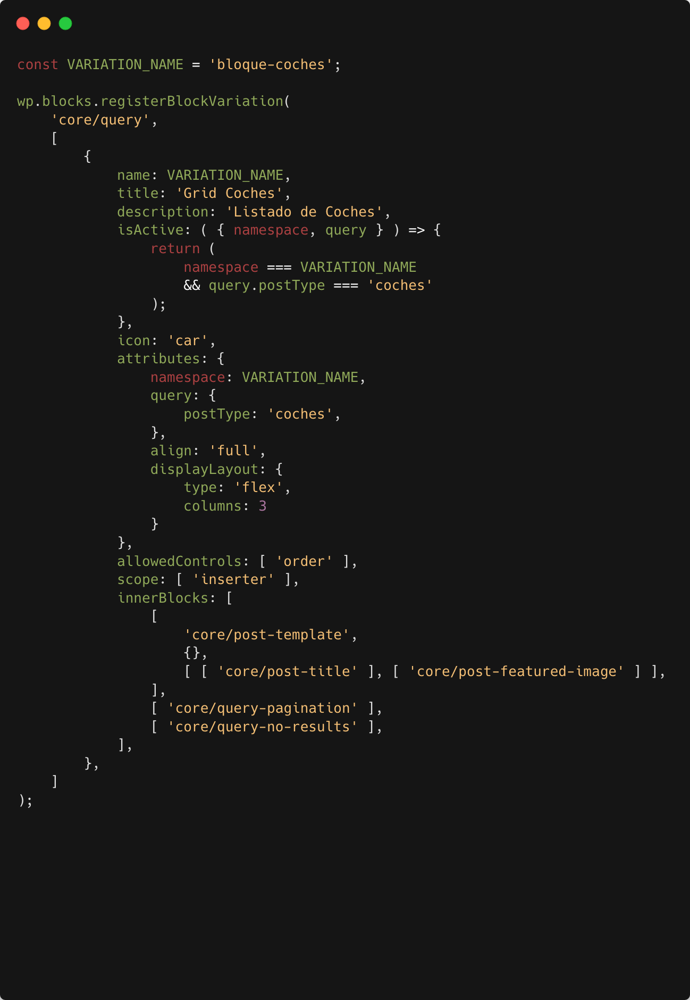 const VARIATION_NAME = 'bloque-coches';

wp.blocks.registerBlockVariation(
    'core/query',
    [
        {
            name: VARIATION_NAME,
            title: 'Grid Coches',
            description: 'Listado de Coches',
            isActive: ( { namespace, query } ) => {
                return (
                    namespace === VARIATION_NAME
                    && query.postType === 'coches'
                );
            },
            icon: 'car',
            attributes: {
                namespace: VARIATION_NAME,
                query: {
                    postType: 'coches',
                },
                align: 'full',
                displayLayout: {
                    type: 'flex',
                    columns: 3
                }
            },
            allowedControls: [ 'order' ],
            scope: [ 'inserter' ],
            innerBlocks: [
                [
                    'core/post-template',
                    {},
                    [ [ 'core/post-title' ], [ 'core/post-featured-image' ] ],
                ],
                [ 'core/query-pagination' ],
                [ 'core/query-no-results' ],
            ],
        },
    ]
);